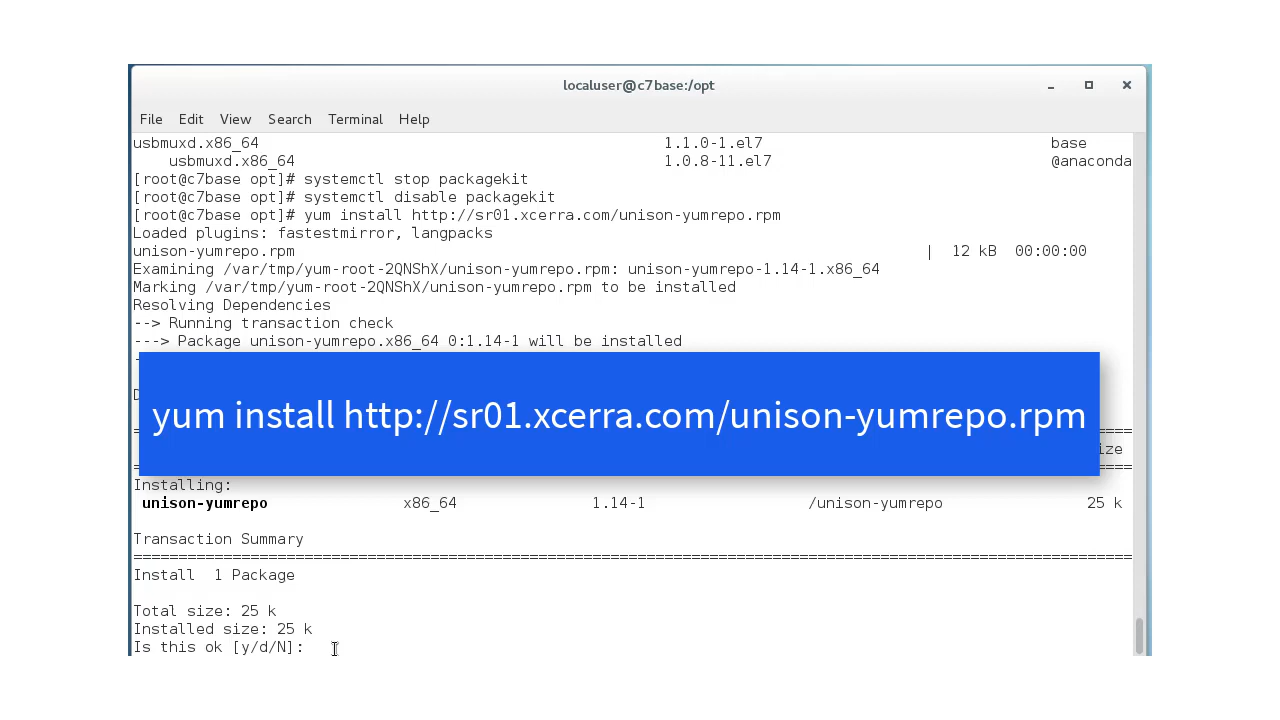 localuser@c7base:/opt
File Edit View Search Terminal Help
usbmuxd.x86_64 1.1.0-1.el7 base
usbmuxd.x86_64 1.0.8-11.el7 @anaconda
[root@c7base opt]# systemctl stop packagekit
[root@c7base opt]# systemctl disable packagekit
[root@c7base opt]# yum install http://sr01.xcerra.com/unison-yumrepo.rpm
Loaded plugins: fastestmirror, langpacks
unison-yumrepo.rpm | 12 kB 00:00:00
Examining /var/tmp/yum-root-2QNShX/unison-yumrepo.rpm: unison-yumrepo-1.14-1.x86_64
Marking /var/tmp/yum-root-2QNShX/unison-yumrepo.rpm to be installed
Resolving Dependencies
--> Running transaction check
---> Package unison-yumrepo.x86_64 0:1.14-1 will be installed
yum install http://sr01.xcerra.com/unison-yumrepo.rpm
Installing:
unison-yumrepo x86_64 1.14-1 /unison-yumrepo 25 k
Transaction Summary
================================================================================
Install 1 Package
Total size: 25 k
Installed size: 25 k
Is this ok [y/d/N]: